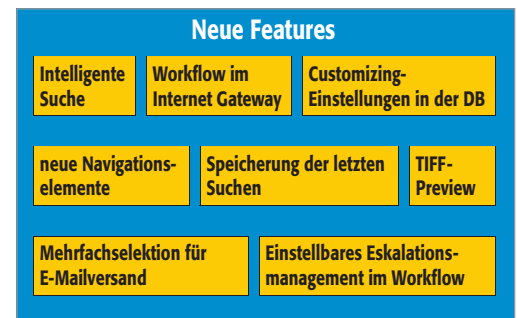 Neue Features
Intelligente
Suche
Workflow im
Internet Gateway
Customizing-
Einstellungen in der DB
neue Navigations-
elemente
Speicherung der letzten
Suchen
TIFF-
Preview
Mehrfachselektion für
E-Mailversand
Einstellbares Eskalations-
management im Workflow